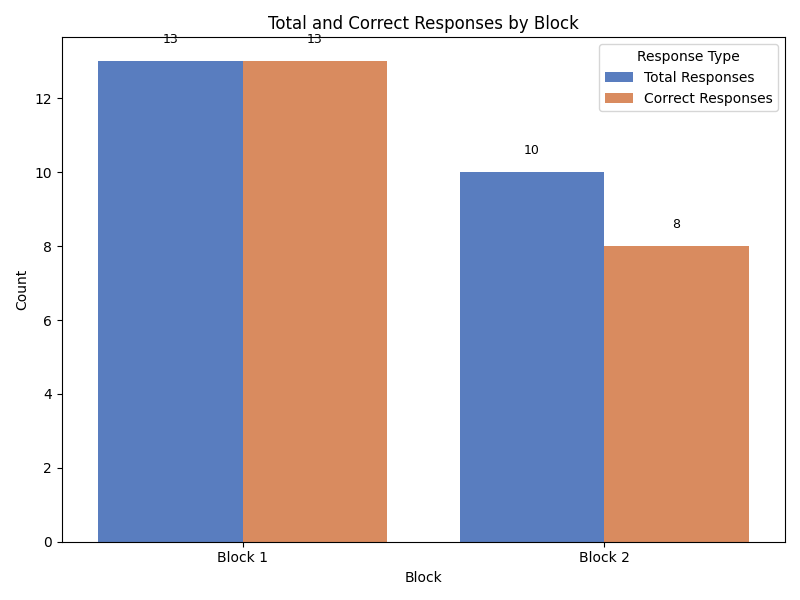 Total and Correct Responses by Block
13
13
10
8
Response Type
Total Responses
Correct Responses
12
10
8
6
4
2
0
Count
Block 1
Block 2
Block